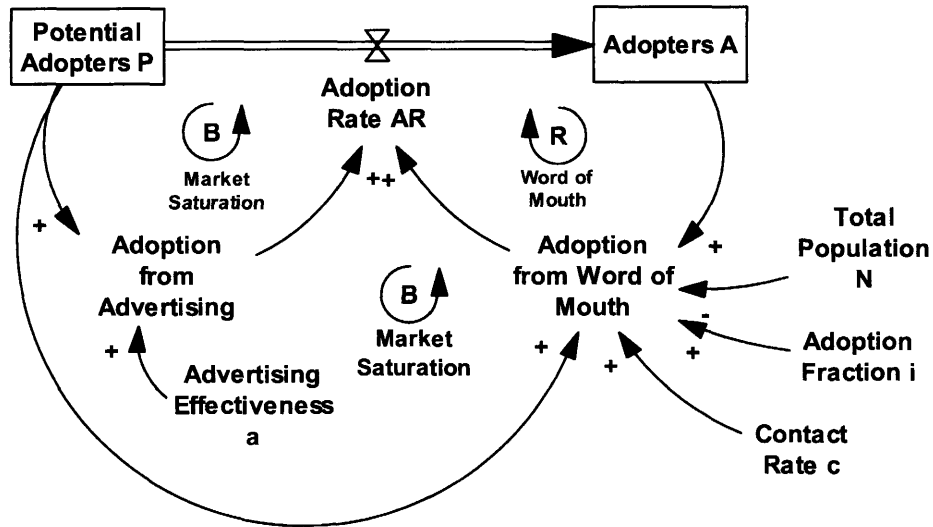 Potential
Adopters P
Adopters A
Adoption
Rate AR
B
Market
Saturation
R
Word of
Mouth
++
+
Adoption
from
Advertising
+
Advertising
Effectiveness
a
B
Market
Saturation
Adoption
from Word of
Mouth
+
Total
Population
N
-
Adoption
Fraction i
+
+
+
Contact
Rate c